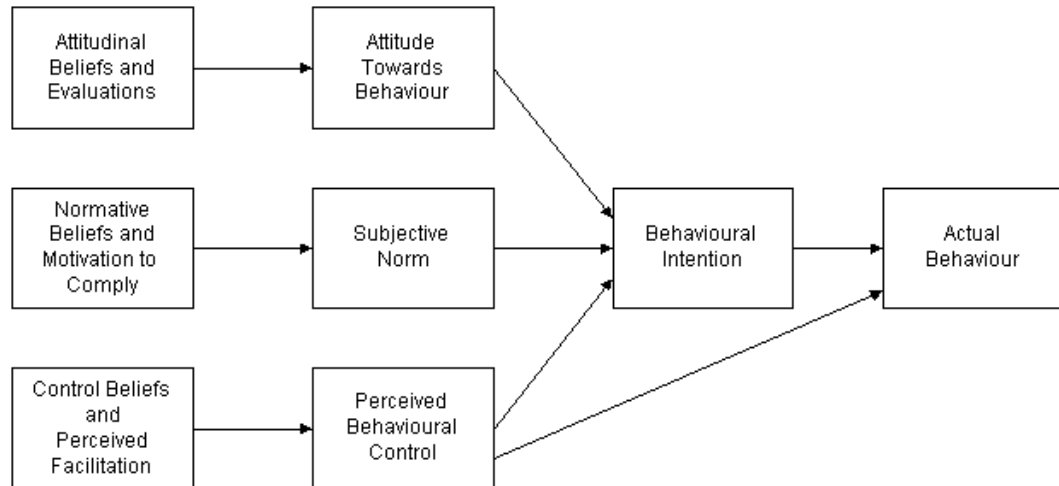 Attitudinal
Beliefs and
Evaluations
Attitude
Towards
Behaviour
Normative
Beliefs and
Motivation to
Comply
Subjective
Norm
Behavioural
Intention
Actual
Behaviour
Control Beliefs
and
Perceived
Facilitation
Perceived
Behavioural
Control